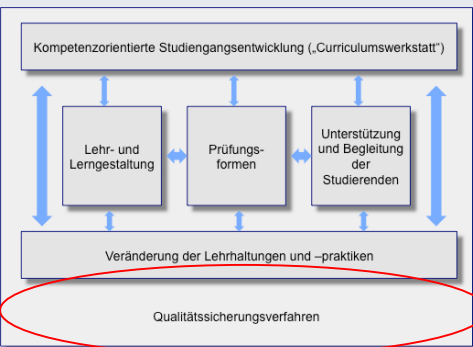 Kompetenzorientierte Studiengangsentwicklung („Curriculumswerkstatt“)
Lehr- und
Lerngestaltung
Prüfungs-
formen
Unterstützung
und Begleitung
der
Studierenden
Veränderung der Lehrhaltungen und –praktiken
Qualitätssicherungsverfahren